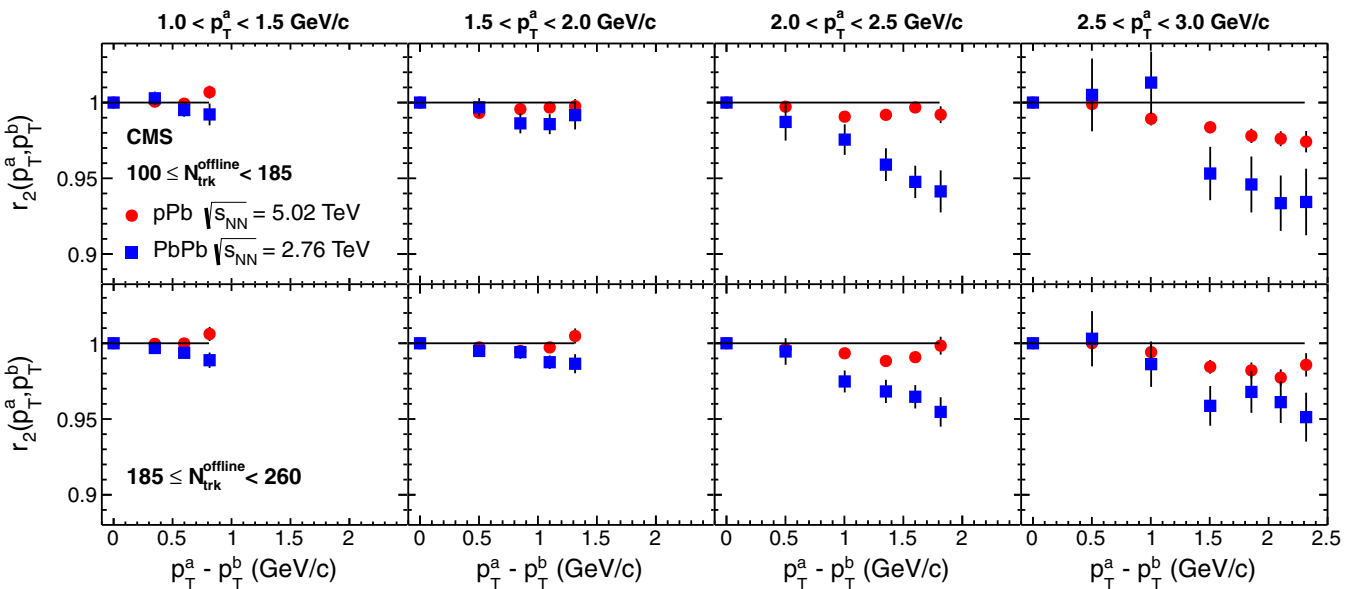 1.0 < p_T^a < 1.5 GeV/c 1.5 < p_T^a < 2.0 GeV/c 2.0 < p_T^a < 2.5 GeV/c 2.5 < p_T^a < 3.0 GeV/c
r_2(p_T^a,p_T^b)
1
0.95
0.9
CMS
100 ≤ N_trk^offline < 185
pPb √s_NN = 5.02 TeV
PbPb √s_NN = 2.76 TeV
r_2(p_T^a,p_T^b)
1
0.95
0.9
185 ≤ N_trk^offline < 260
0 0.5 1 1.5 2 0 0.5 1 1.5 2 0 0.5 1 1.5 2 0 0.5 1 1.5 2 2.5
p_T^a - p_T^b (GeV/c) p_T^a - p_T^b (GeV/c) p_T^a - p_T^b (GeV/c) p_T^a - p_T^b (GeV/c)